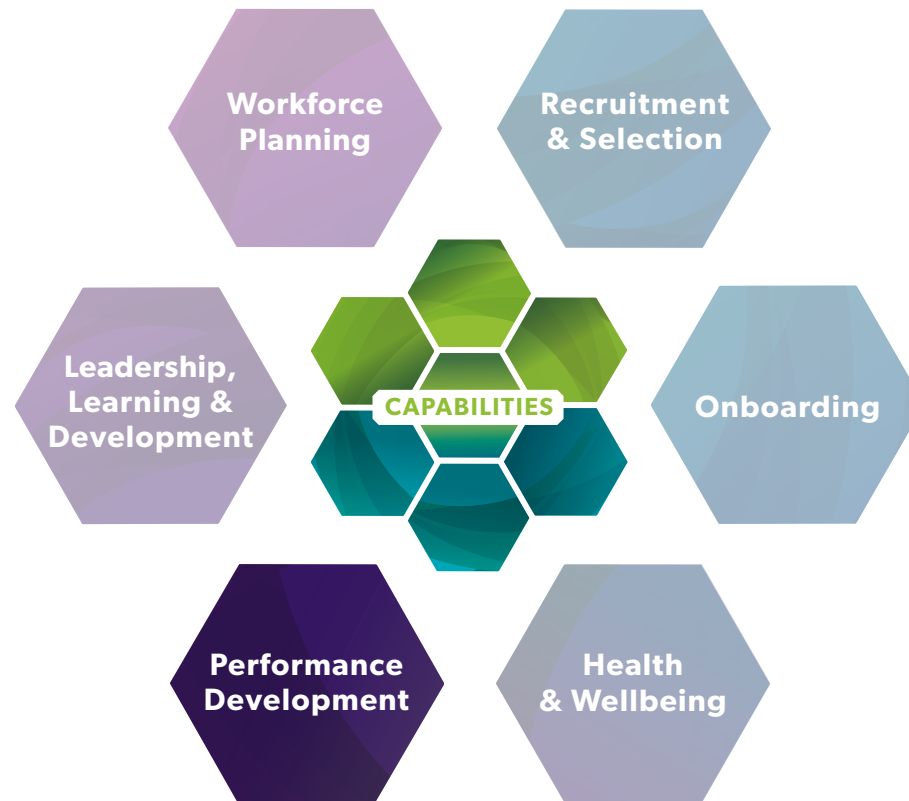 Workforce
Planning
Recruitment
& Selection
Leadership,
Learning &
Development
CAPABILITIES
Onboarding
Performance
Development
Health
& Wellbeing